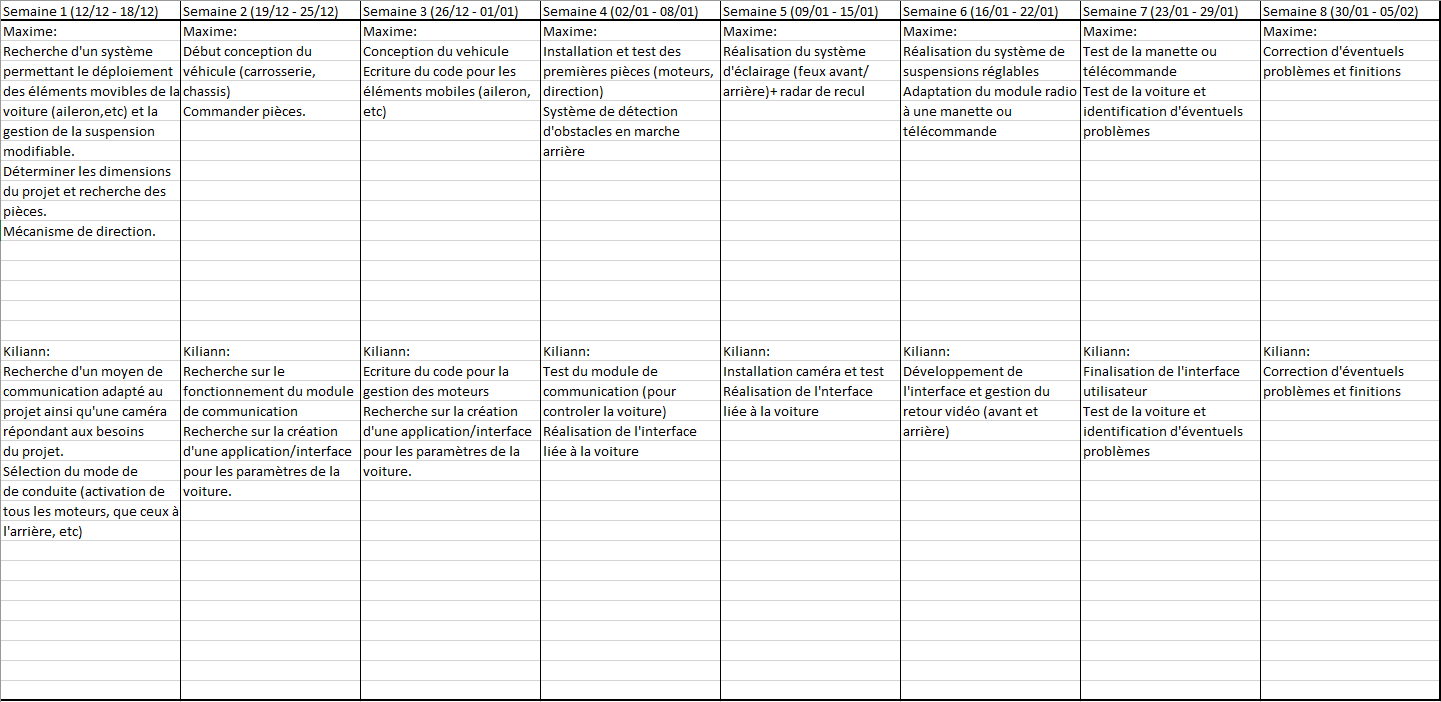 Semaine 1 (12/12 - 18/12)
Maxime:
Recherche d'un système
permettant le déploiement
des éléments movibles de la
voiture (aileron,etc) et la
gestion de la suspension
modifiable.
Déterminer les dimensions
du projet et recherche des
pièces.
Mécanisme de direction.
Kiliann:
Recherche d'un moyen de
communication adapté au
projet ainsi qu'une caméra
répondant aux besoins
du projet.
Sélection du mode de
de conduite (activation de
tous les moteurs, que ceux à
l'arrière, etc)
Semaine 2 (19/12 - 25/12)
Maxime:
Début conception du
véhicule (carrosserie,
chassis)
Commander pièces.
Kiliann:
Recherche sur le
fonctionnement du module
de communication
Recherche sur la création
d'une application/interface
pour les paramètres de la
voiture.
Semaine 3 (26/12 - 01/01)
Maxime:
Conception du vehicule
Ecriture du code pour les
éléments mobiles (aileron,
etc)
Kiliann:
Ecriture du code pour la
gestion des moteurs
Recherche sur la création
d'une application/interface
pour les paramètres de la
voiture.
Semaine 4 (02/01 - 08/01)
Maxime:
Installation et test des
premières pièces (moteurs,
direction)
Système de détection
d'obstacles en marche
arrière
Kiliann:
Test du module de
communication (pour
controler la voiture)
Réalisation de l'interface
liée à la voiture
Semaine 5 (09/01 - 15/01)
Maxime:
Réalisation du système
d'éclairage (feux avant/
arrière)+ radar de recul
Kiliann:
Installation caméra et test
Réalisation de l'nterface
liée à la voiture
Semaine 6 (16/01 - 22/01)
Maxime:
Réalisation du système de
suspensions réglables
Adaptation du module radio
à une manette ou
télécommande
Kiliann:
Développement de
l'interface et gestion du
retour vidéo (avant et
arrière)
Semaine 7 (23/01 - 29/01)
Maxime:
Test de la manette ou
télécommande
Test de la voiture et
identification d'éventuels
problèmes
Kiliann:
Finalisation de l'interface
utilisateur
Test de la voiture et
identification d'éventuels
problèmes
Semaine 8 (30/01 - 05/02)
Maxime:
Correction d'éventuels
problèmes et finitions
Kiliann:
Correction d'éventuels
problèmes et finitions